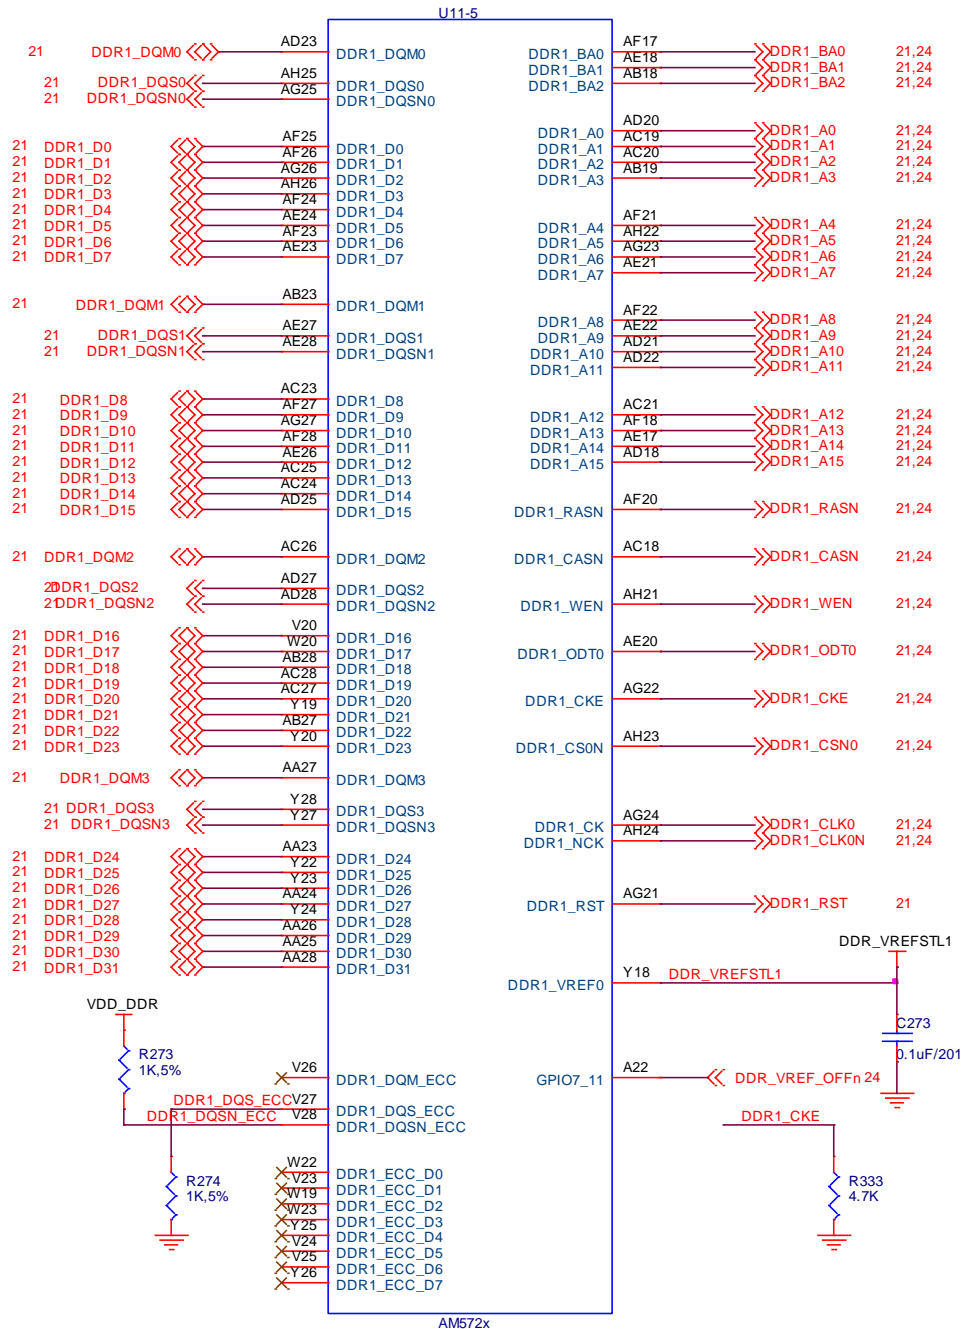 U11-5
21 DDR1_DQM0 AD23 DDR1_DQM0 DDR1_BA0 AF17 DDR1_BA0 21,24
DDR1_BA1 AE18 DDR1_BA1 21,24
21 DDR1_DQS0 AH25 DDR1_DQS0 DDR1_BA2 AB18 DDR1_BA2 21,24
21 DDR1_DQSN0 AG25 DDR1_DQSN0
DDR1_A0 AD20 DDR1_A0 21,24
21 DDR1_D0 AF25 DDR1_D0 DDR1_A1 AC19 DDR1_A1 21,24
21 DDR1_D1 AF26 DDR1_D1 DDR1_A2 AC20 DDR1_A2 21,24
21 DDR1_D2 AG26 DDR1_D2 DDR1_A3 AB19 DDR1_A3 21,24
21 DDR1_D3 AH26 DDR1_D3
21 DDR1_D4 AF24 DDR1_D4
21 DDR1_D5 AE24 DDR1_D5 DDR1_A4 AF21 DDR1_A4 21,24
21 DDR1_D6 AF23 DDR1_D6 DDR1_A5 AH22 DDR1_A5 21,24
21 DDR1_D7 AE23 DDR1_D7 DDR1_A6 AG23 DDR1_A6 21,24
DDR1_A7 AE21 DDR1_A7 21,24
21 DDR1_DQM1 AB23 DDR1_DQM1
DDR1_A8 AF22 DDR1_A8 21,24
21 DDR1_DQS1 AE27 DDR1_DQS1 DDR1_A9 AE22 DDR1_A9 21,24
21 DDR1_DQSN1 AE28 DDR1_DQSN1 DDR1_A10 AD21 DDR1_A10 21,24
DDR1_A11 AD22 DDR1_A11 21,24
21 DDR1_D8 AC23 DDR1_D8
21 DDR1_D9 AF27 DDR1_D9 DDR1_A12 AC21 DDR1_A12 21,24
21 DDR1_D10 AG27 DDR1_D10 DDR1_A13 AF18 DDR1_A13 21,24
21 DDR1_D11 AF28 DDR1_D11 DDR1_A14 AE17 DDR1_A14 21,24
21 DDR1_D12 AE26 DDR1_D12 DDR1_A15 AD18 DDR1_A15 21,24
21 DDR1_D13 AC25 DDR1_D13
21 DDR1_D14 AC24 DDR1_D14
21 DDR1_D15 AD25 DDR1_D15 DDR1_RASN AF20 DDR1_RASN 21,24
21 DDR1_DQM2 AC26 DDR1_DQM2 DDR1_CASN AC18 DDR1_CASN 21,24
21 DDR1_DQS2 AD27 DDR1_DQS2
21 DDR1_DQSN2 AD28 DDR1_DQSN2 DDR1_WEN AH21 DDR1_WEN 21,24
21 DDR1_D16 V20 DDR1_D16
21 DDR1_D17 W20 DDR1_D17 DDR1_ODT0 AE20 DDR1_ODT0 21,24
21 DDR1_D18 AB28 DDR1_D18
21 DDR1_D19 AC28 DDR1_D19
21 DDR1_D20 AC27 DDR1_D20 DDR1_CKE AG22 DDR1_CKE 21,24
21 DDR1_D21 Y19 DDR1_D21
21 DDR1_D22 AB27 DDR1_D22
21 DDR1_D23 Y20 DDR1_D23 DDR1_CS0N AH23 DDR1_CSN0 21,24
21 DDR1_DQM3 AA27 DDR1_DQM3
21 DDR1_DQS3 Y28 DDR1_DQS3
21 DDR1_DQSN3 Y27 DDR1_DQSN3 DDR1_CK AG24 DDR1_CLK0 21,24
DDR1_NCK AH24 DDR1_CLK0N 21,24
21 DDR1_D24 AA23 DDR1_D24
21 DDR1_D25 Y22 DDR1_D25
21 DDR1_D26 Y23 DDR1_D26
21 DDR1_D27 AA24 DDR1_D27 DDR1_RST AG21 DDR1_RST 21
21 DDR1_D28 Y24 DDR1_D28
21 DDR1_D29 AA26 DDR1_D29
21 DDR1_D30 AA25 DDR1_D30 DDR_VREFSTL1
21 DDR1_D31 AA28 DDR1_D31
DDR1_VREF0 Y18 DDR_VREFSTL1
VDD_DDR
C273
R273 0.1uF/201
1K,5%
V26 DDR1_DQM_ECC GPIO7_11 A22 DDR_VREF_OFFn 24
DDR1_DQS_ECC V27 DDR1_DQS_ECC
DDR1_DQSN_ECC V28 DDR1_DQSN_ECC DDR1_CKE
W22 DDR1_ECC_D0
R274 V23 DDR1_ECC_D1 R333
1K,5% W19 DDR1_ECC_D2 4.7K
W23 DDR1_ECC_D3
Y25 DDR1_ECC_D4
V24 DDR1_ECC_D5
V25 DDR1_ECC_D6
Y26 DDR1_ECC_D7
AM572x